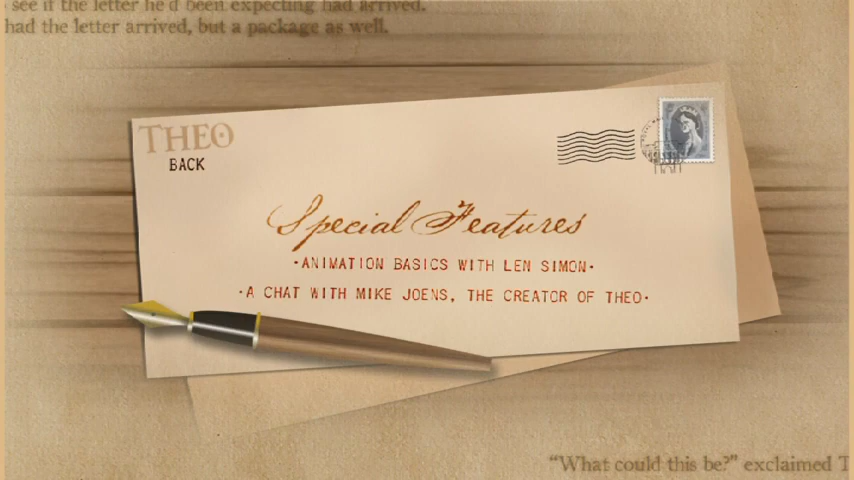 see if the letter he'd been expecting had arrived.
had the letter arrived, but a package as well.
THEO
BACK
Special Features
·ANIMATION BASICS WITH LEN SIMON·
·A CHAT WITH MIKE JOENS, THE CREATOR OF THEO·
“What could this be?” exclaimed T